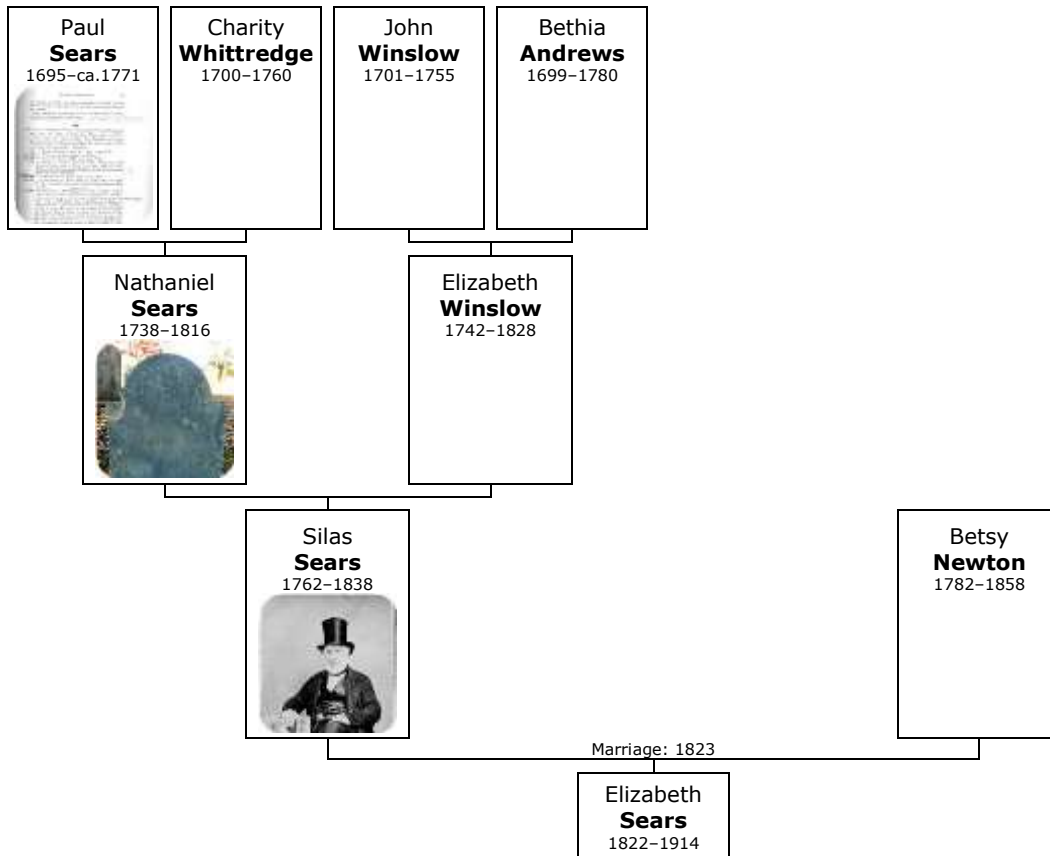 Paul
Sears
1695–ca.1771
Charity
Whittredge
1700–1760
John
Winslow
1701–1755
Bethia
Andrews
1699–1780
Nathaniel
Sears
1738–1816
Elizabeth
Winslow
1742–1828
Silas
Sears
1762–1838
Betsy
Newton
1782–1858
Marriage: 1823
Elizabeth
Sears
1822–1914